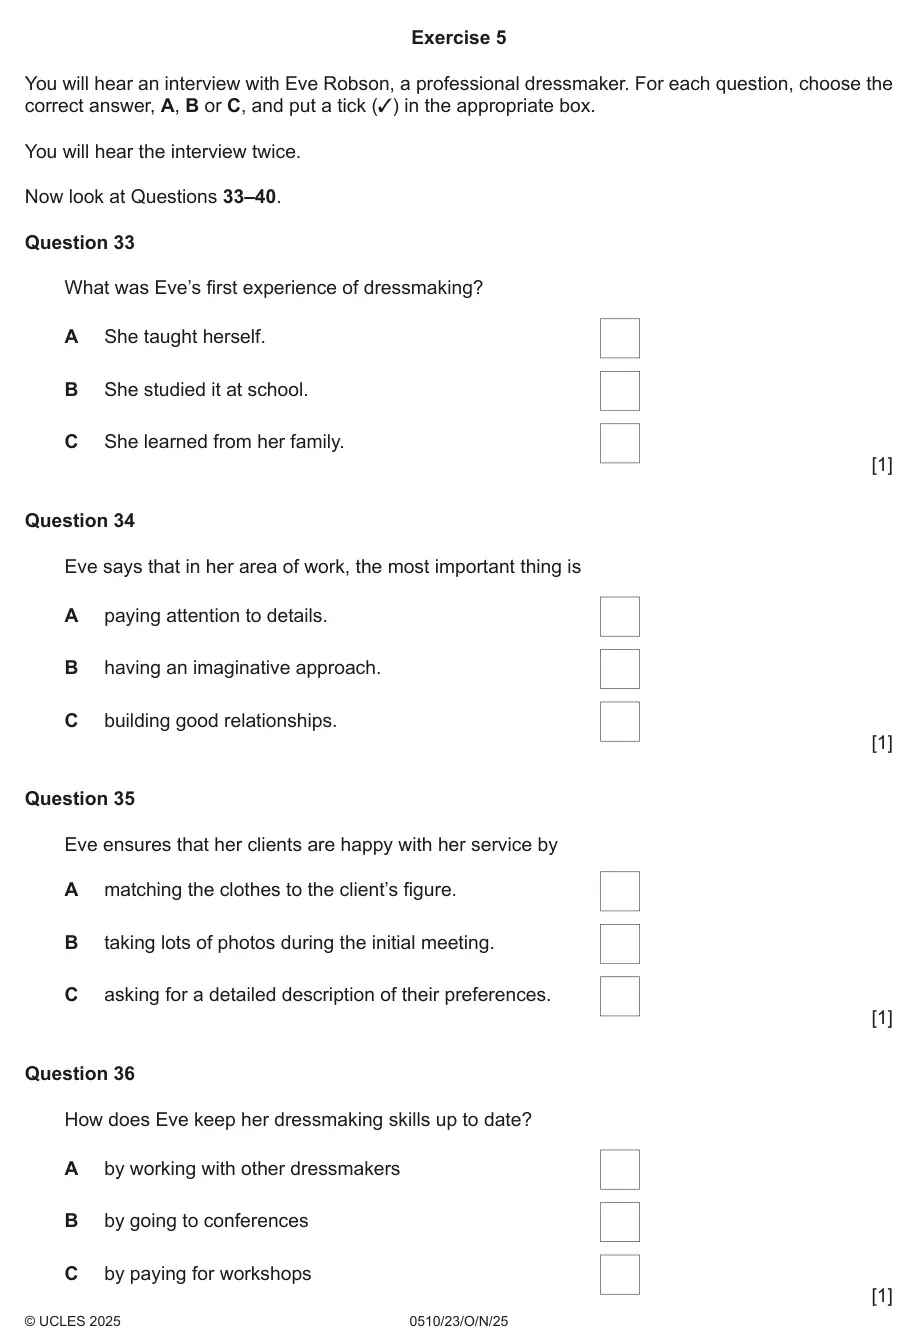 Exercise 5
You will hear an interview with Eve Robson, a professional dressmaker. For each question, choose the
correct answer, A, B or C, and put a tick (✓) in the appropriate box.
You will hear the interview twice.
Now look at Questions 33–40.
Question 33
What was Eve’s first experience of dressmaking?
A She taught herself.
B She studied it at school.
C She learned from her family.
[1]
Question 34
Eve says that in her area of work, the most important thing is
A paying attention to details.
B having an imaginative approach.
C building good relationships.
[1]
Question 35
Eve ensures that her clients are happy with her service by
A matching the clothes to the client’s figure.
B taking lots of photos during the initial meeting.
C asking for a detailed description of their preferences.
[1]
Question 36
How does Eve keep her dressmaking skills up to date?
A by working with other dressmakers
B by going to conferences
C by paying for workshops
[1]
© UCLES 2025 0510/23/O/N/25